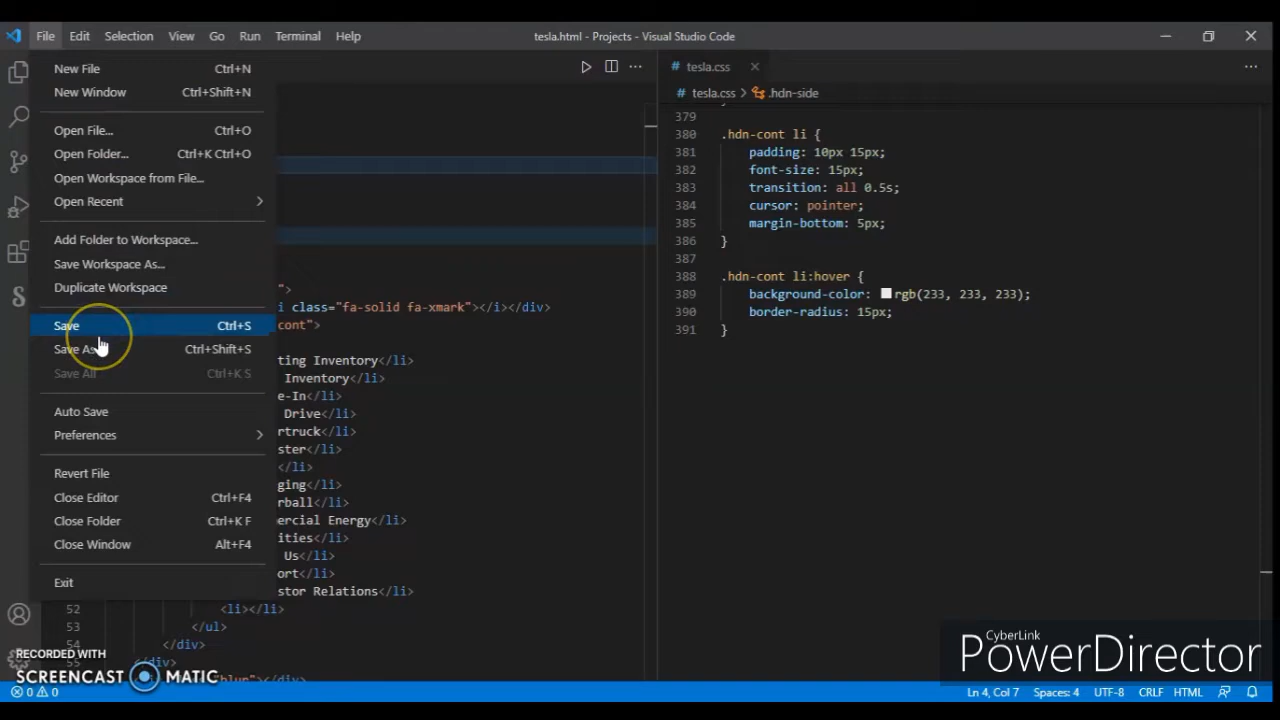 File Edit Selection View Go Run Terminal Help
tesla.html - Projects - Visual Studio Code
New File Ctrl+N
New Window Ctrl+Shift+N
Open File... Ctrl+O
Open Folder... Ctrl+K Ctrl+O
Open Workspace from File...
Open Recent
Add Folder to Workspace...
Save Workspace As...
Duplicate Workspace
Save Ctrl+S
Save As Ctrl+Shift+S
Save All Ctrl+K S
Auto Save
Preferences
Revert File
Close Editor Ctrl+F4
Close Folder Ctrl+K F
Close Window Alt+F4
Exit
">
i class="fa-solid fa-xmark"></i></div>
cont">
ting Inventory</li>
Inventory</li>
e-In</li>
Drive</li>
rtruck</li>
ster</li>
</li>
ging</li>
rball</li>
ercial Energy</li>
ities</li>
Us</li>
ort</li>
stor Relations</li>
52 <li></li>
53 </ul>
54 </div>
55 </div>
blur"></div>
# tesla.css
# tesla.css > .hdn-side
}
379
380 .hdn-cont li {
381 padding: 10px 15px;
382 font-size: 15px;
383 transition: all 0.5s;
384 cursor: pointer;
385 margin-bottom: 5px;
386 }
387
388 .hdn-cont li:hover {
389 background-color: rgb(233, 233, 233);
390 border-radius: 15px;
391 }
RECORDED WITH
SCREENCAST MATIC
CyberLink
PowerDirector
0 0
Ln 4, Col 7 Spaces: 4 UTF-8 CRLF HTML